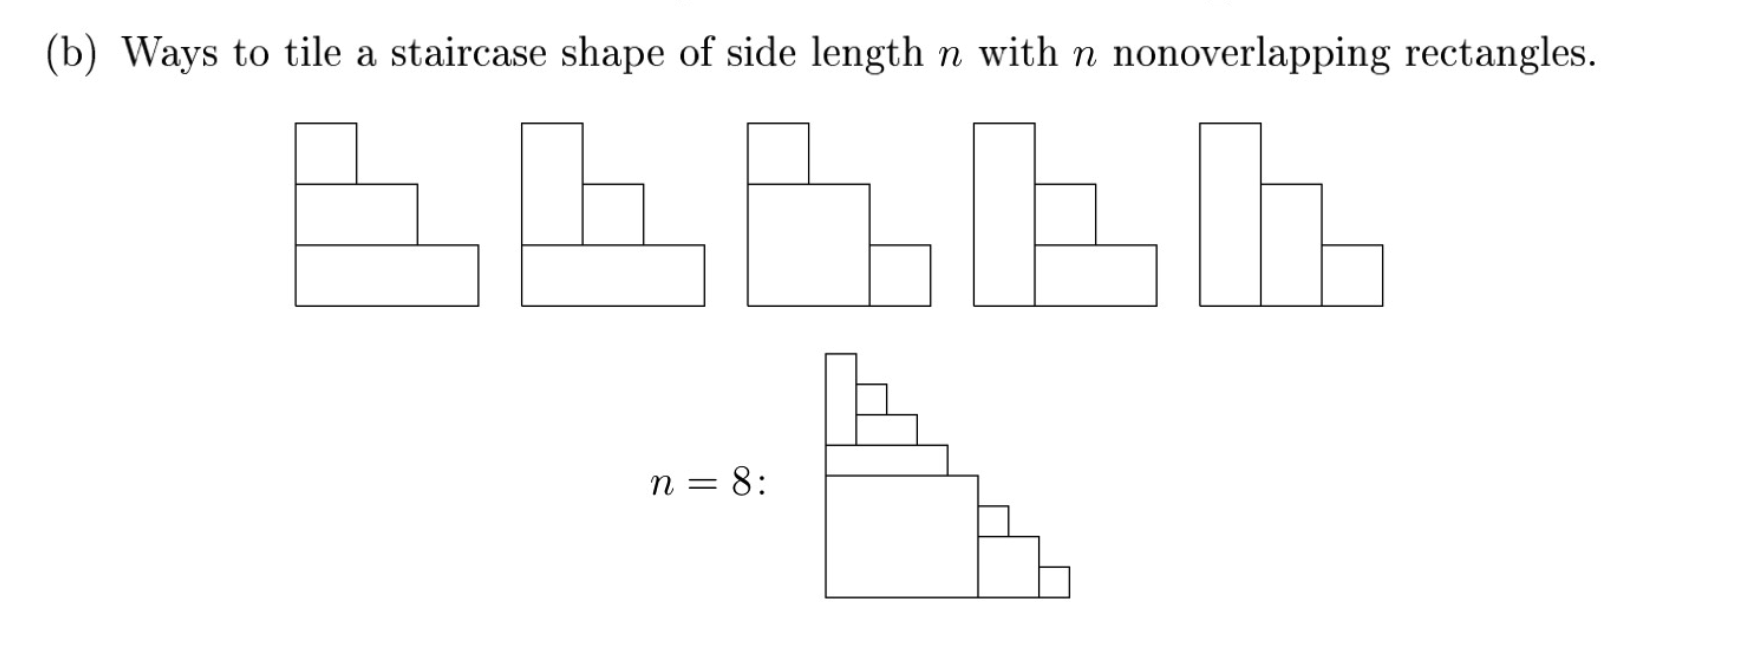 (b) Ways to tile a staircase shape of side length n with n nonoverlapping rectangles.
n = 8: